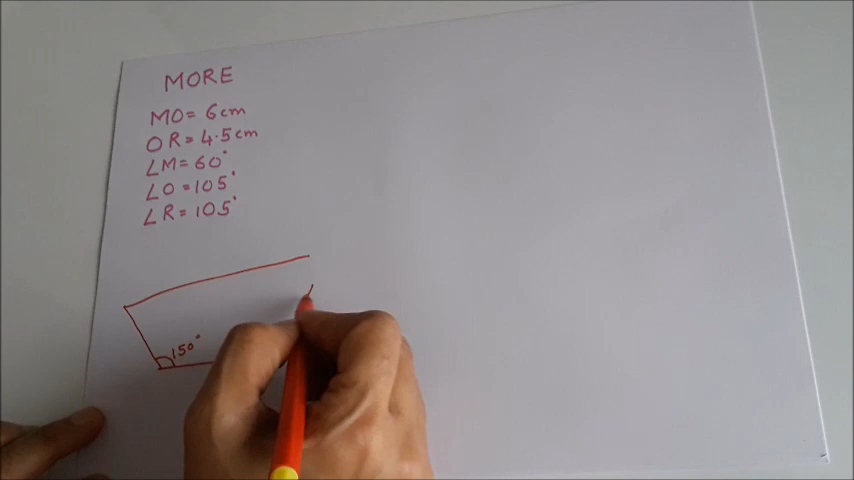 MORE
MO = 6cm
OR = 4.5cm
∠M = 60°
∠O = 105°
∠R = 105°
150°